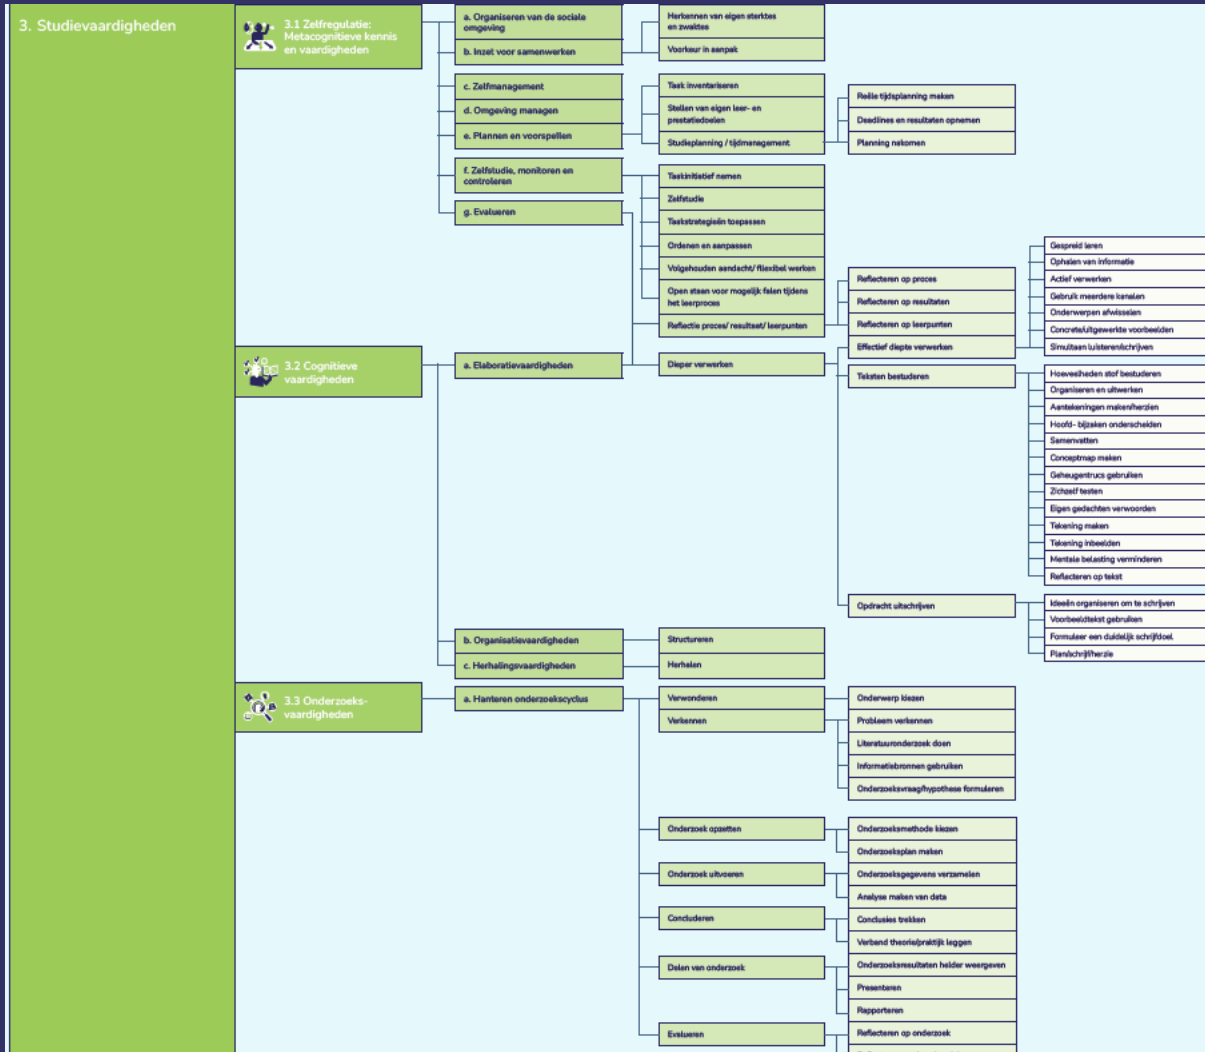 3. Studievaardigheden
3.1 Zelfregulatie:
Metacognitieve kennis
en vaardigheden
a. Organiseren van de sociale
omgeving
b. Inzet voor samenwerken
Herkennen van eigen sterktes
en zwaktes
Voorkeur in aanpak
c. Zelfmanagement
d. Omgeving managen
e. Plannen en voorspellen
Taak inventariseren
Stellen van eigen leer- en
prestatiedoelen
Studieplanning / tijdmanagement
Reële tijdsplanning maken
Deadlines en resultaten opnemen
Planning nakomen
f. Zelfstudie, monitoren en
controleren
g. Evalueren
Taakinitiatief nemen
Zelfstudie
Taakstrategieën toepassen
Ordenen en aanpassen
Volgehouden aandacht/ flexibel werken
Open staan voor mogelijk falen tijdens
het leerproces
Reflectie proces/ resultaat/ leerpunten
Reflecteren op proces
Reflecteren op resultaten
Reflecteren op leerpunten
3.2 Cognitieve
vaardigheden
a. Elaboratievaardigheden
Dieper verwerken
Effectief diepte verwerken
Gespreid leren
Ophalen van informatie
Actief verwerken
Gebruik meerdere kanalen
Onderwerpen afwisselen
Concrete/uitgewerkte voorbeelden
Simultaan luisteren/schrijven
Teksten bestuderen
Hoeveelheden stof bestuderen
Organiseren en uitwerken
Aantekeningen maken/herzien
Hoofd- bijzaken onderscheiden
Samenvatten
Conceptmap maken
Geheugentrucs gebruiken
Zichzelf testen
Eigen gedachten verwoorden
Tekening maken
Tekening inbeelden
Mentale belasting verminderen
Reflecteren op tekst
Opdracht uitschrijven
Ideeën organiseren om te schrijven
Voorbeeldtekst gebruiken
Formuleer een duidelijk schrijfdoel
Plan/schrijf/herzie
b. Organisatievaardigheden
Structureren
c. Herhalingsvaardigheden
Herhalen
3.3 Onderzoeks-
vaardigheden
a. Hanteren onderzoekscyclus
Verwonderen
Onderwerp kiezen
Verkennen
Probleem verkennen
Literatuuronderzoek doen
Informatiebronnen gebruiken
Onderzoeksvraag/hypothese formuleren
Onderzoek opzetten
Onderzoeksmethode kiezen
Onderzoeksplan maken
Onderzoek uitvoeren
Onderzoeksgegevens verzamelen
Analyse maken van data
Concluderen
Conclusies trekken
Verband theorie/praktijk leggen
Delen van onderzoek
Onderzoeksresultaten helder weergeven
Presenteren
Rapporteren
Evalueren
Reflecteren op onderzoek